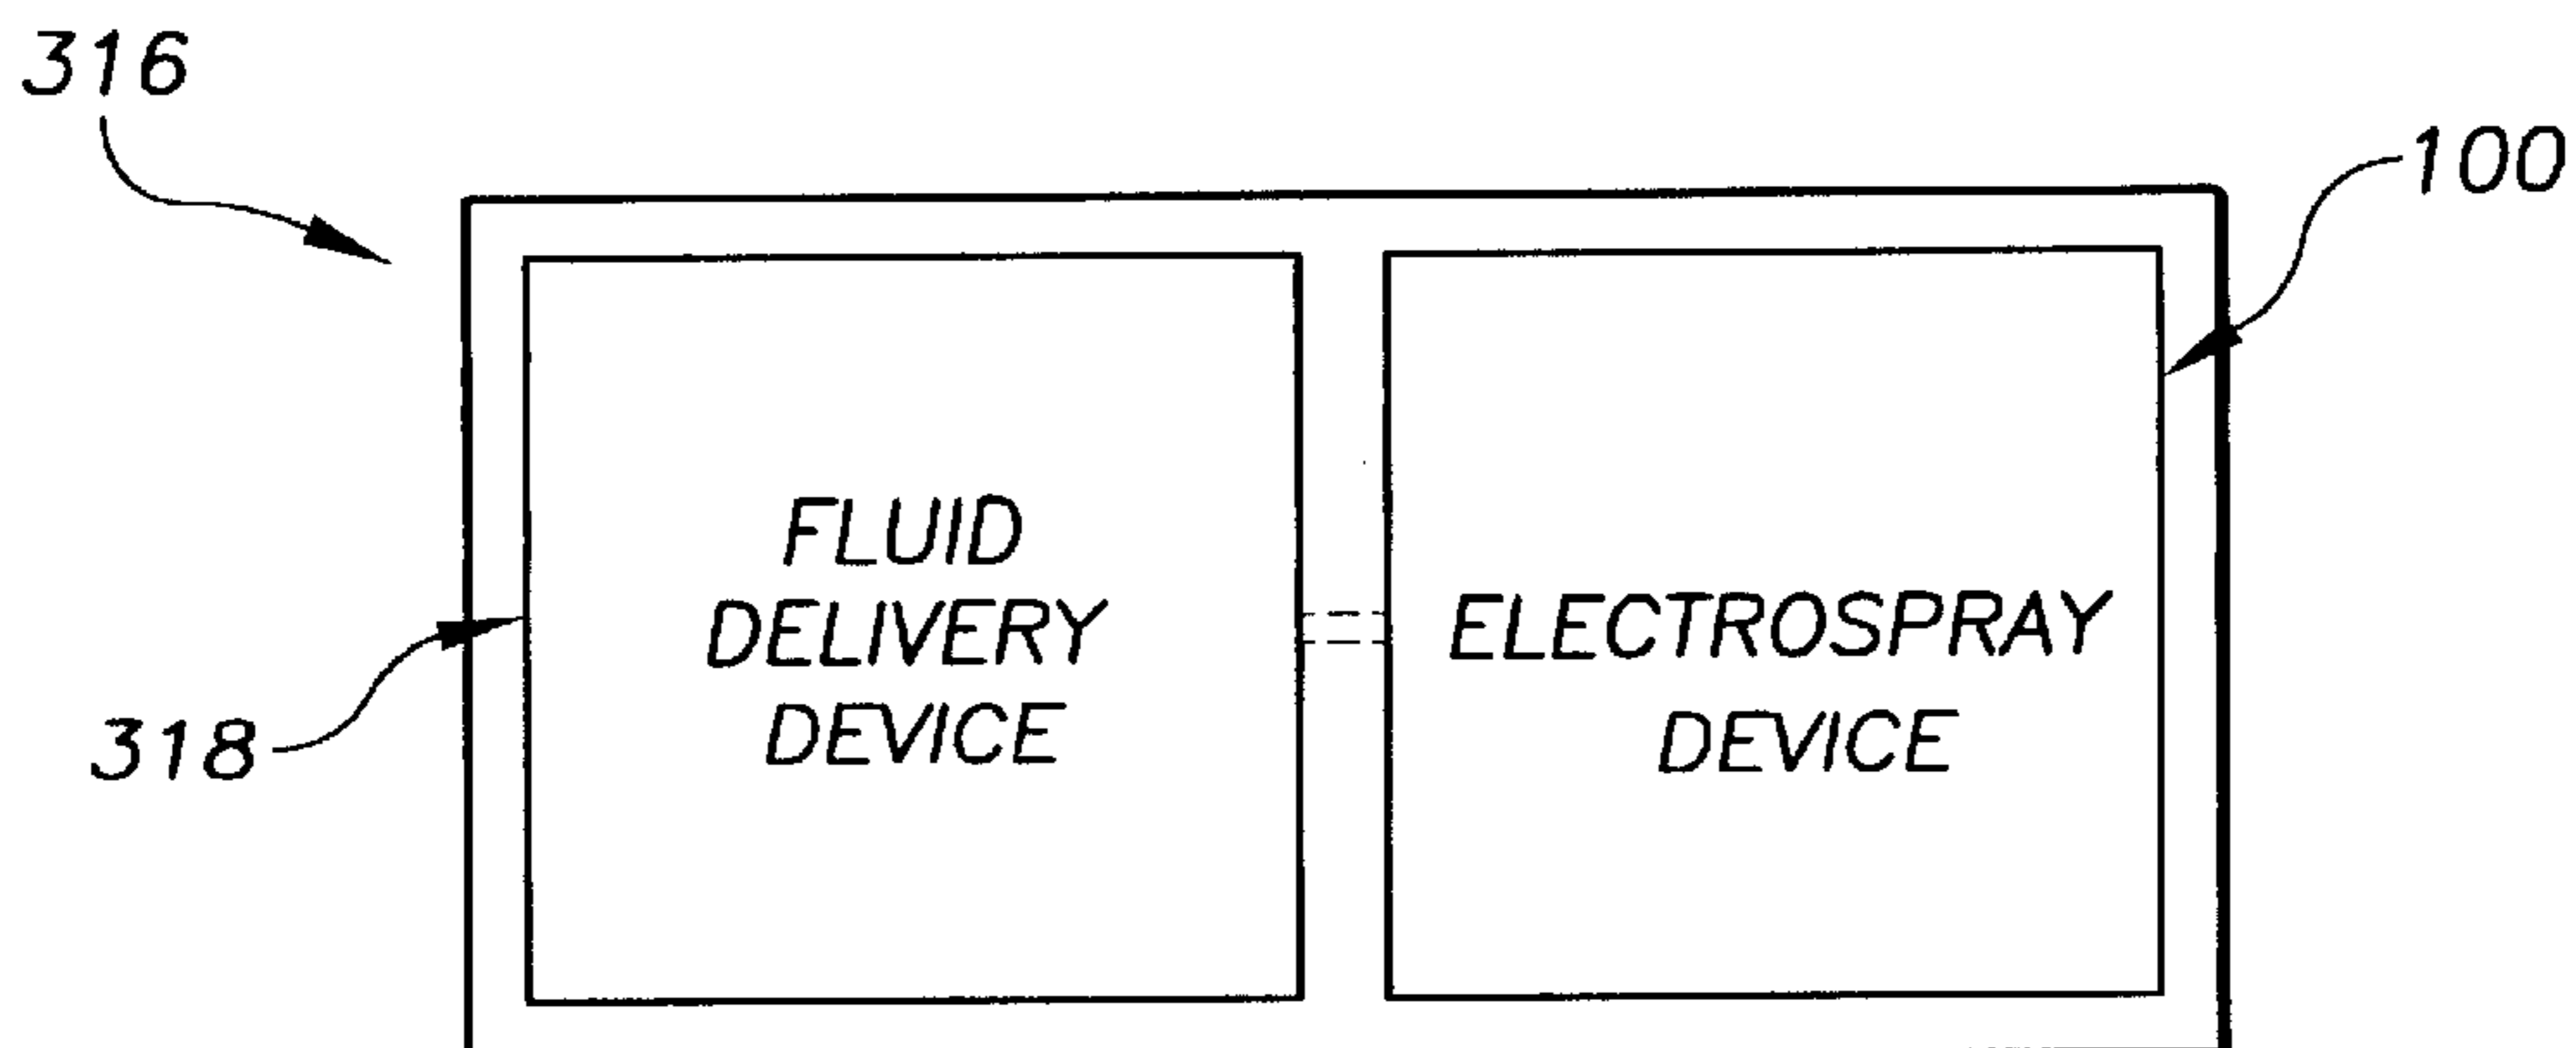 316
100
FLUID
DELIVERY
DEVICE
ELECTROSPRAY
DEVICE
318